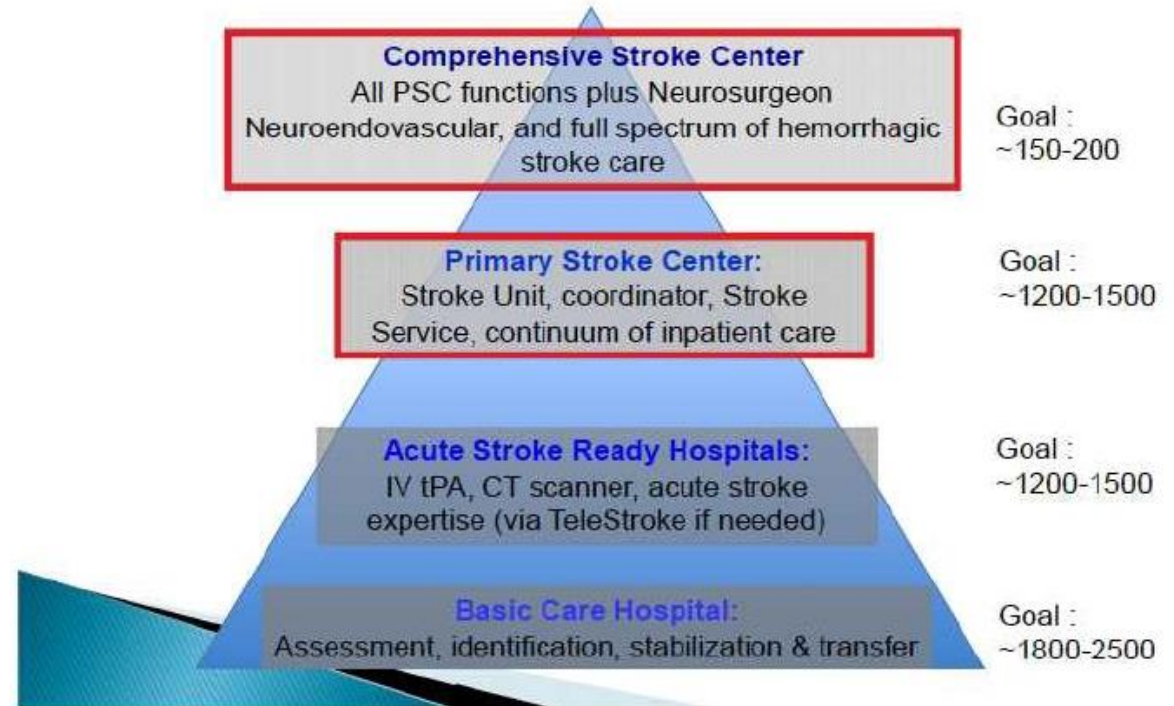 Comprehensive Stroke Center
All PSC functions plus Neurosurgeon
Neuroendovascular, and full spectrum of hemorrhagic
stroke care
Goal :
~150-200
Primary Stroke Center:
Stroke Unit, coordinator, Stroke
Service, continuum of inpatient care
Goal :
~1200-1500
Acute Stroke Ready Hospitals:
IV tPA, CT scanner, acute stroke
expertise (via TeleStroke if needed)
Goal :
~1200-1500
Basic Care Hospital:
Assessment, identification, stabilization & transfer
Goal :
~1800-2500